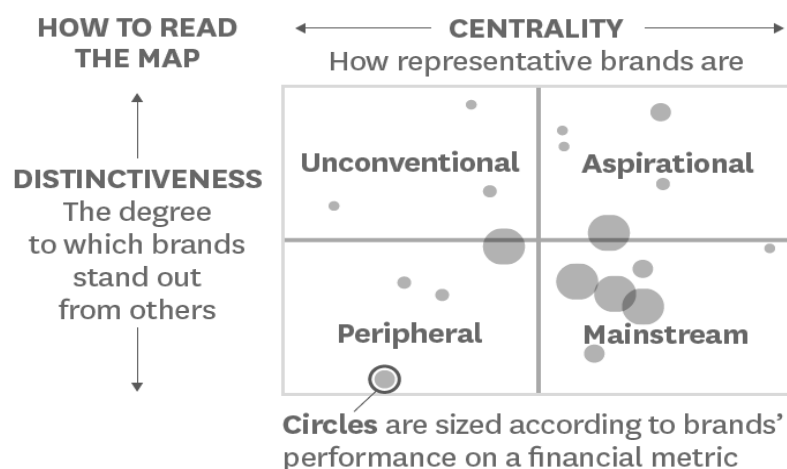 HOW TO READ
THE MAP
CENTRALITY
How representative brands are
DISTINCTIVENESS
The degree
to which brands
stand out
from others
Unconventional
Aspirational
Peripheral
Mainstream
Circles are sized according to brands’
performance on a financial metric